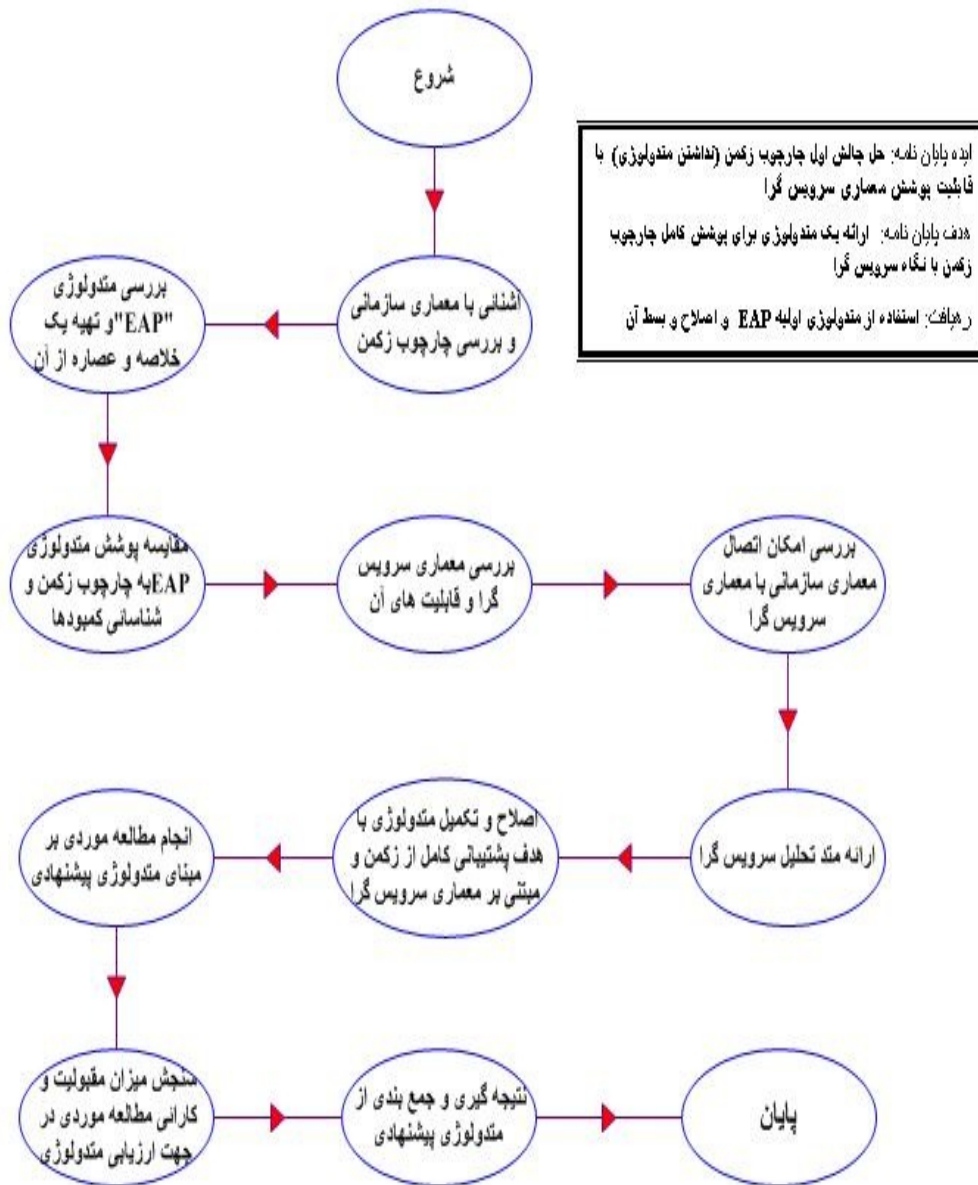 شروع
ایده پایان نامه: حل چالش اول چارچوب زکمن (نداشتن متدولوژی) با
قابلیت پوشش معماری سرویس گرا
هدف پایان نامه: ارائه یک متدولوژی برای پوشش کامل چارچوب
زکمن با نگاه سرویس گرا
رهیافت: استفاده از متدولوژی اولیه EAP و اصلاح و بسط آن
آشنائی با معماری سازمانی
و بررسی چارچوب زکمن
بررسی متدولوژی
"EAP"و تهیه یک
خلاصه و عصاره از آن
مقایسه پوشش متدولوژی
EAPبه چارچوب زکمن و
شناسائی کمبودها
بررسی معماری سرویس
گرا و قابلیت های آن
بررسی امکان اتصال
معماری سازمانی با معماری
سرویس گرا
ارائه متد تحلیل سرویس گرا
اصلاح و تکمیل متدولوژی با
هدف پشتیبانی کامل از زکمن و
مبتنی بر معماری سرویس گرا
انجام مطالعه موردی بر
مبنای متدولوژی پیشنهادی
سنجش میزان مقبولیت و
کارائی مطالعه موردی در
جهت ارزیابی متدولوژی
نتیجه گیری و جمع بندی از
متدولوژی پیشنهادی
پایان